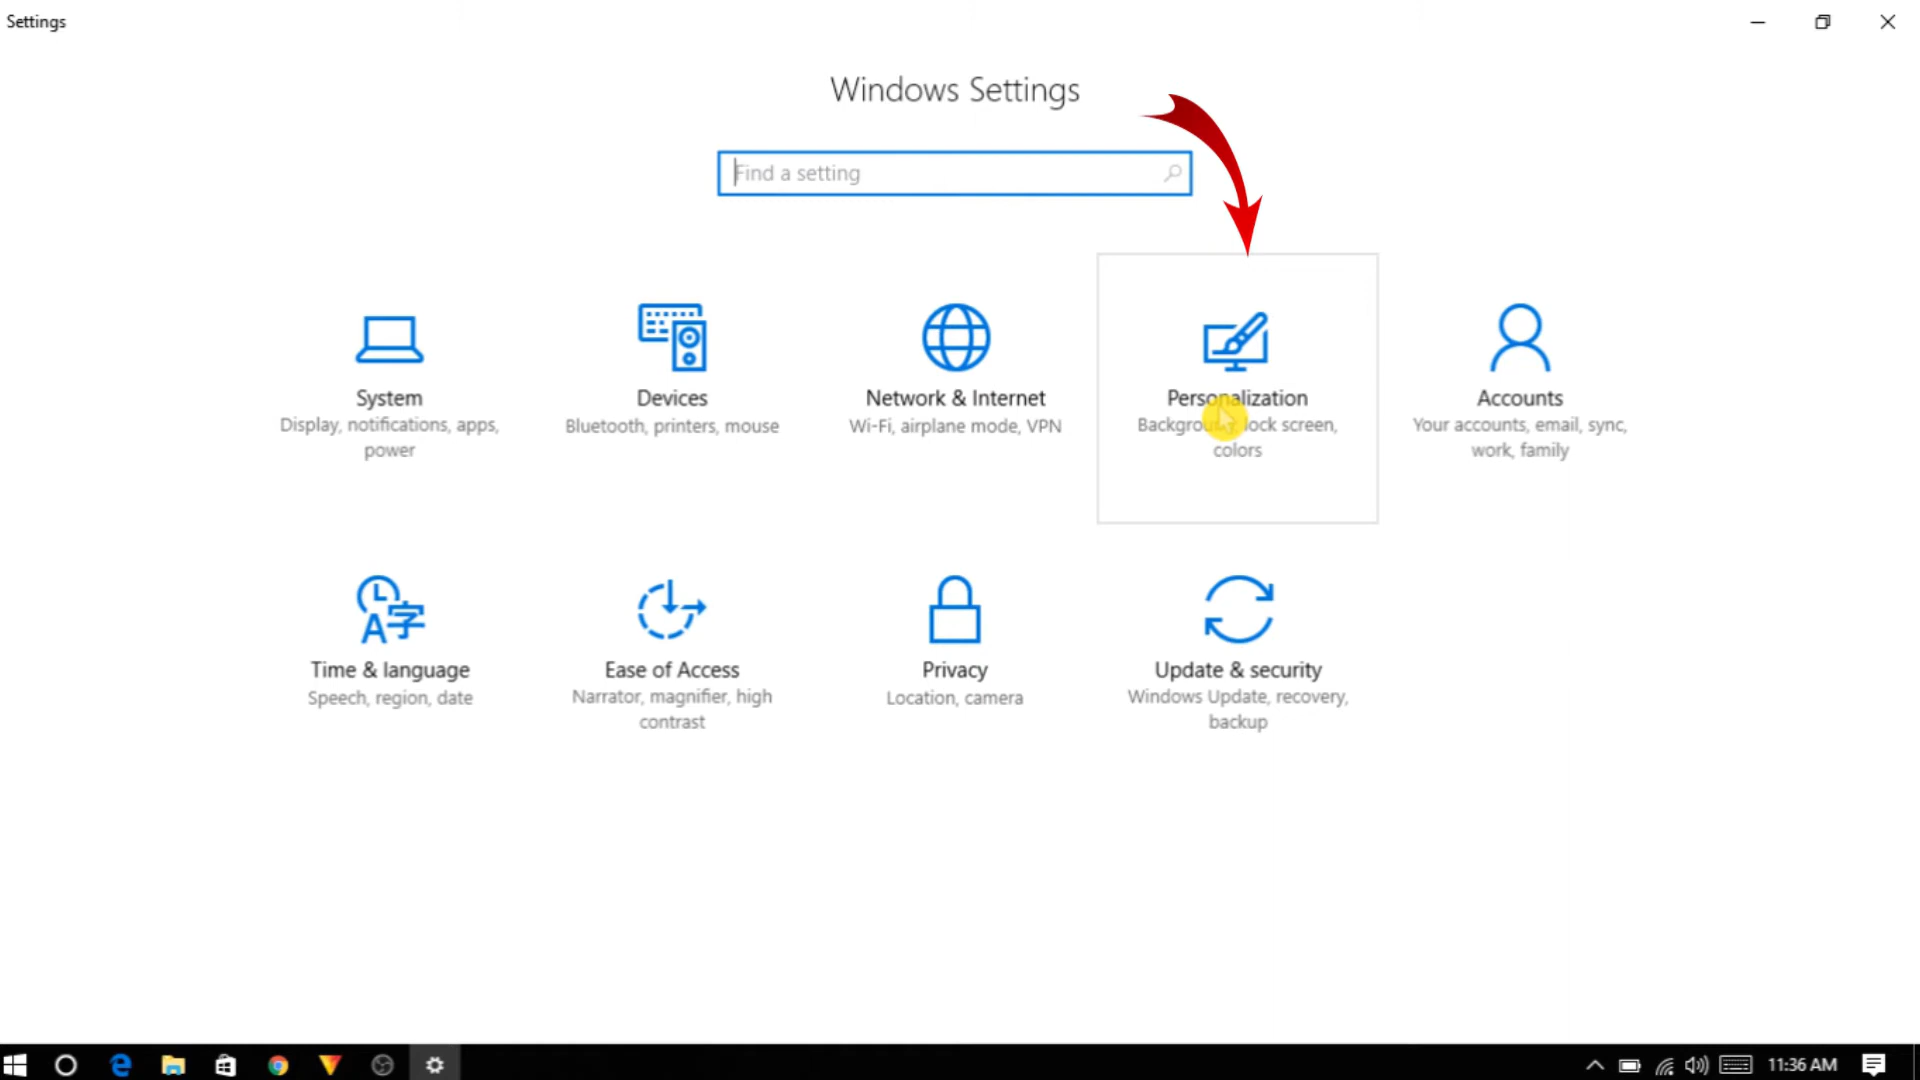 Settings
Windows Settings
Find a setting
System
Display, notifications, apps,
power
Devices
Bluetooth, printers, mouse
Network & Internet
Wi-Fi, airplane mode, VPN
Personalization
Background, lock screen,
colors
Accounts
Your accounts, email, sync,
work, family
Time & language
Speech, region, date
Ease of Access
Narrator, magnifier, high
contrast
Privacy
Location, camera
Update & security
Windows Update, recovery,
backup
11:36 AM